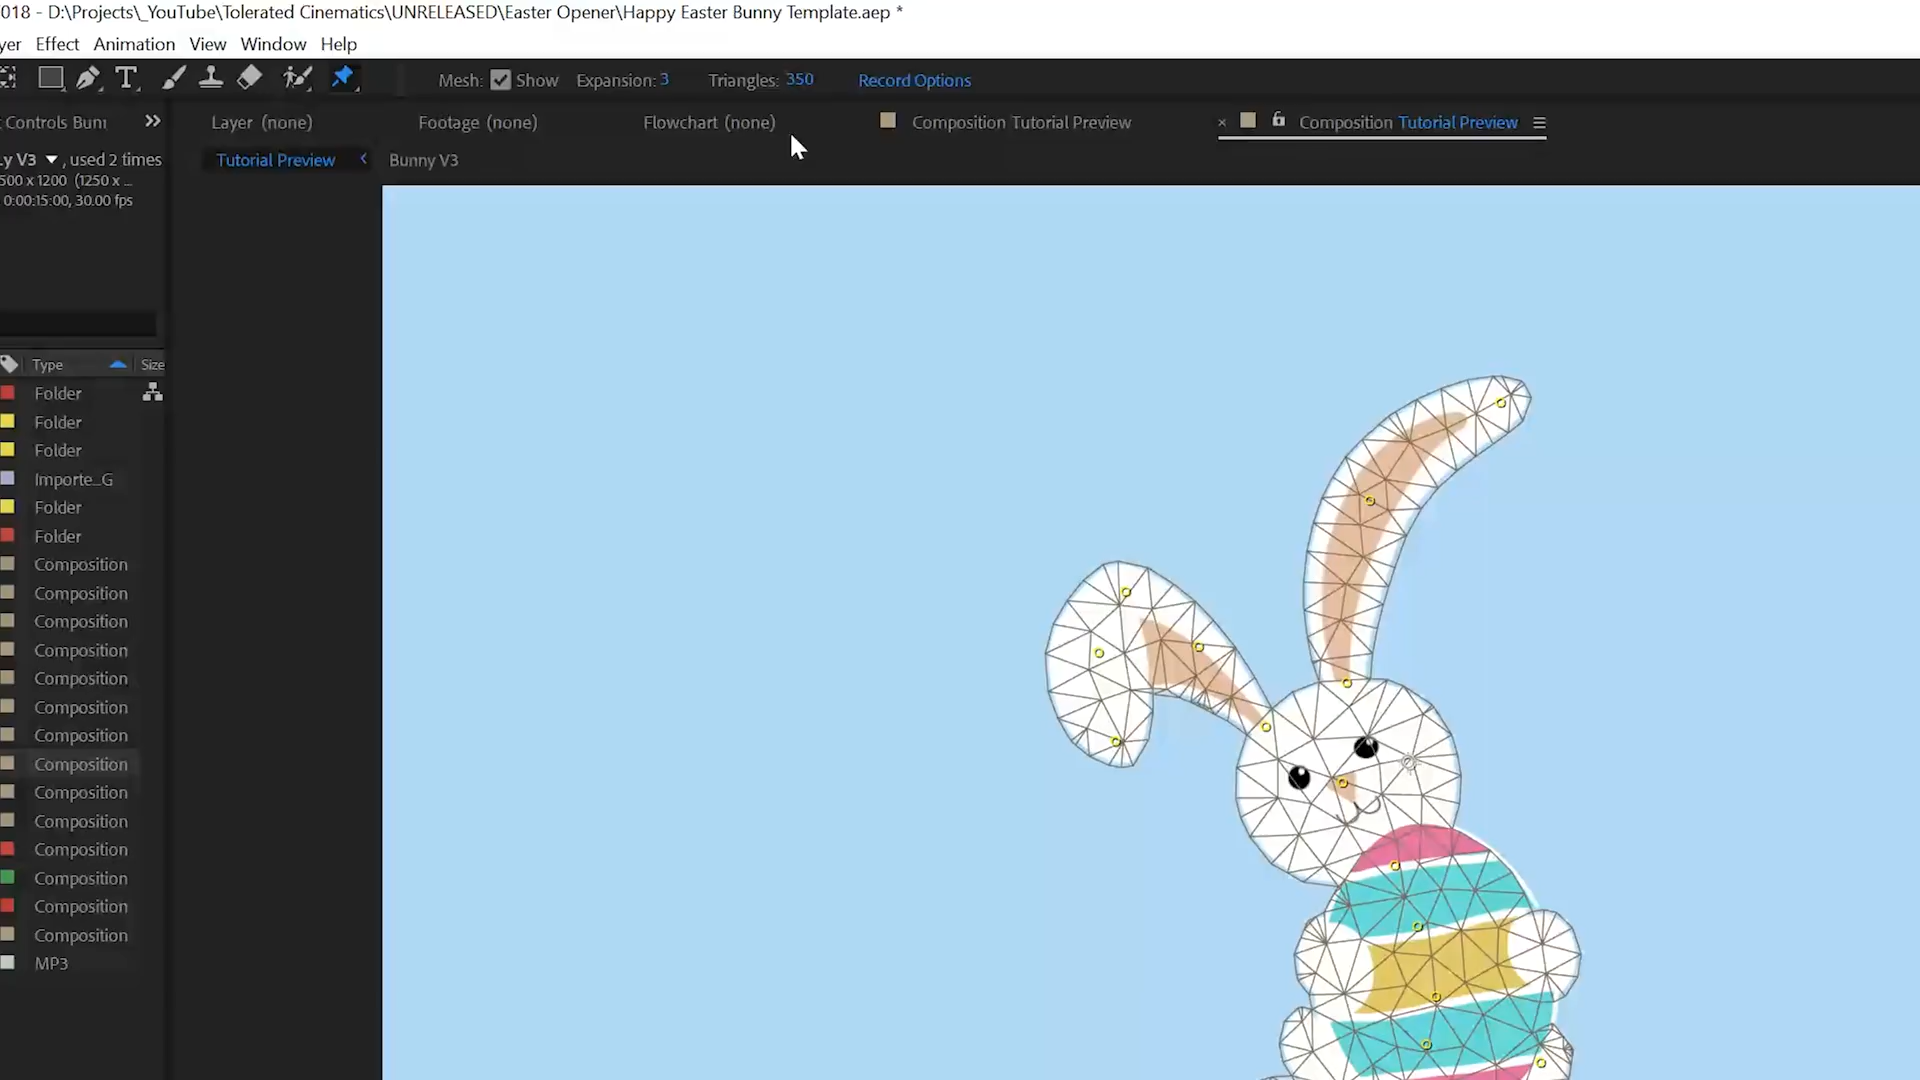 018 - D:\Projects\_YouTube\Tolerated Cinematics\UNRELEASED\Easter Opener\Happy Easter Bunny Template.aep *
yer Effect Animation View Window Help
T Mesh: Show Expansion: 3 Triangles: 350 Record Options
Controls Bunı Layer (none) Footage (none) Flowchart (none) Composition Tutorial Preview × Composition Tutorial Preview
.y V3 , used 2 times Tutorial Preview Bunny V3
500 x 1200 (1250 x ...
0:00:15:00, 30.00 fps
Type Size
Folder
Folder
Folder
Importe_G
Folder
Folder
Composition
Composition
Composition
Composition
Composition
Composition
Composition
Composition
Composition
Composition
Composition
Composition
Composition
Composition
MP3